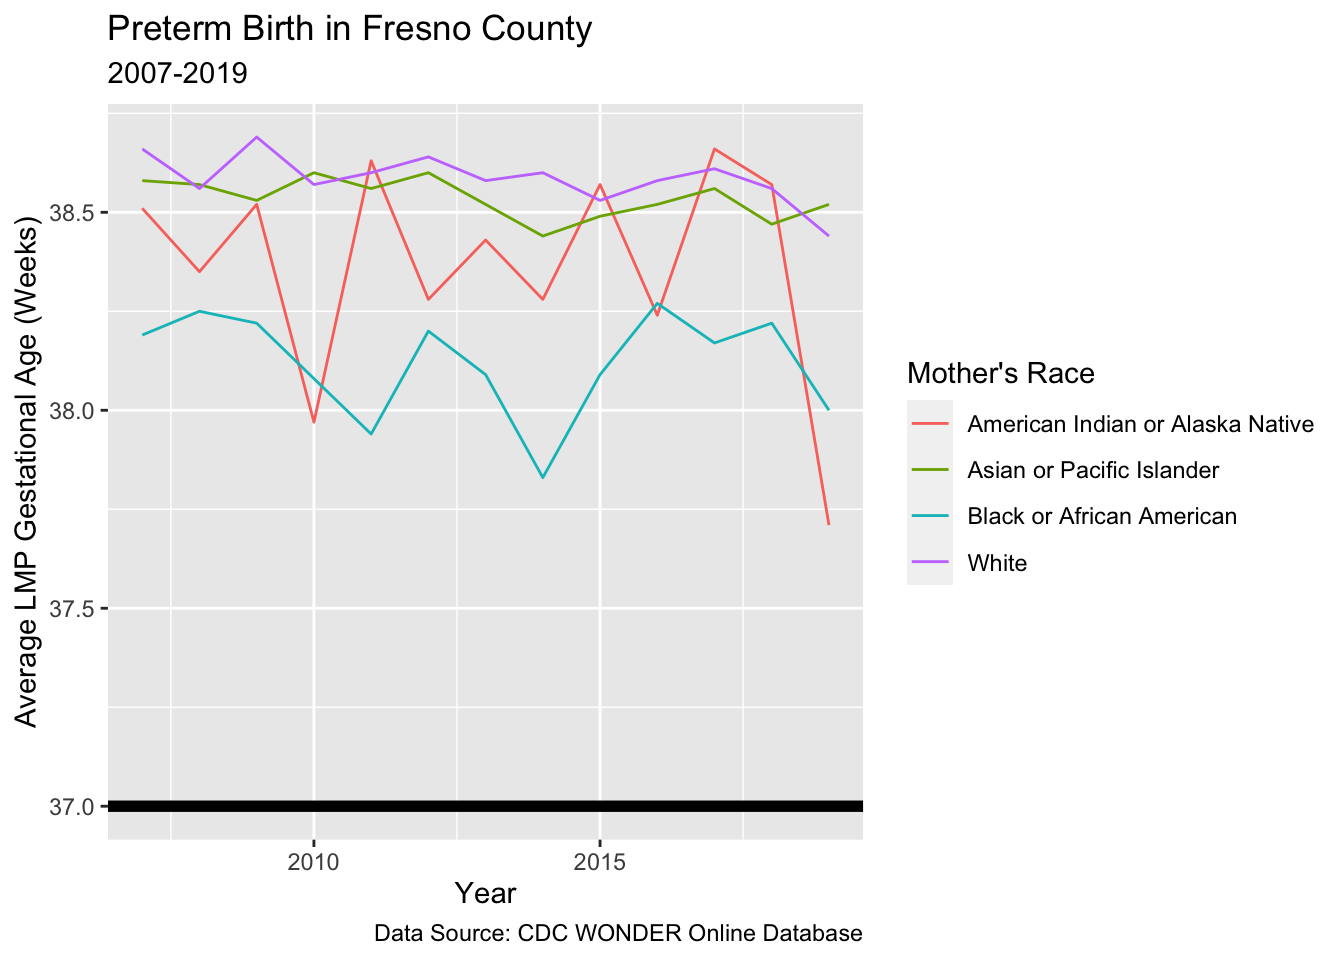 Preterm Birth in Fresno County
2007-2019
Average LMP Gestational Age (Weeks)
38.5
38.0
37.5
37.0
2010
2015
Year
Mother's Race
American Indian or Alaska Native
Asian or Pacific Islander
Black or African American
White
Data Source: CDC WONDER Online Database